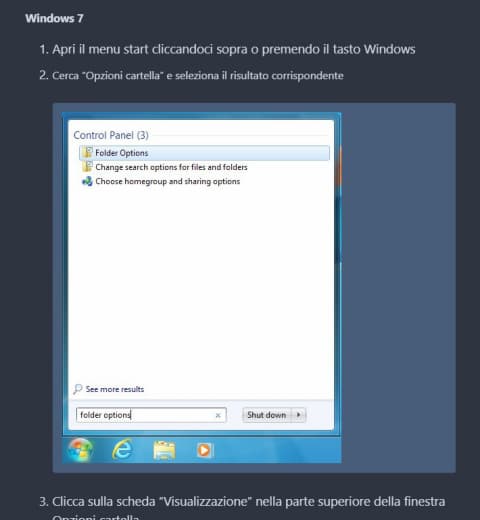 Windows 7
1. Apri il menu start cliccandoci sopra o premendo il tasto Windows
2. Cerca "Opzioni cartella" e seleziona il risultato corrispondente
Control Panel (3)
Folder Options
Change search options for files and folders
Choose homegroup and sharing options
See more results
folder options
Shut down
3. Clicca sulla scheda "Visualizzazione" nella parte superiore della finestra
Opzioni cartella